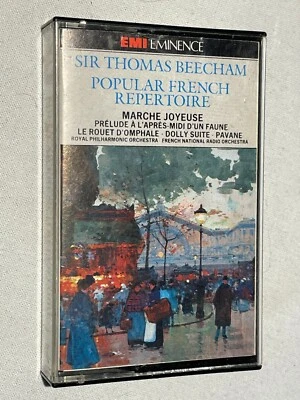 EMI EMINENCE
SIR THOMAS BEECHAM
POPULAR FRENCH
REPERTOIRE
MARCHE JOYEUSE
PRÉLUDE À L'APRÈS-MIDI D'UN FAUNE
LE ROUET D'OMPHALE · DOLLY SUITE · PAVANE
ROYAL PHILHARMONIC ORCHESTRA FRENCH NATIONAL RADIO ORCHESTRA